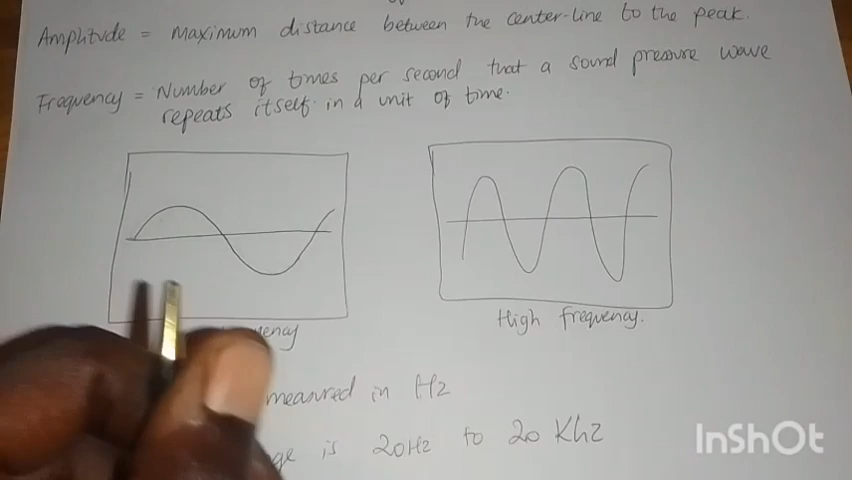 Amplitude = Maximum distance between the center-line to the peak.
Frequency = Number of times per second that a sound pressure wave
repeats itself in a unit of time.
High frequency.
measured in Hz
is 20Hz to 20 Khz
InShOt